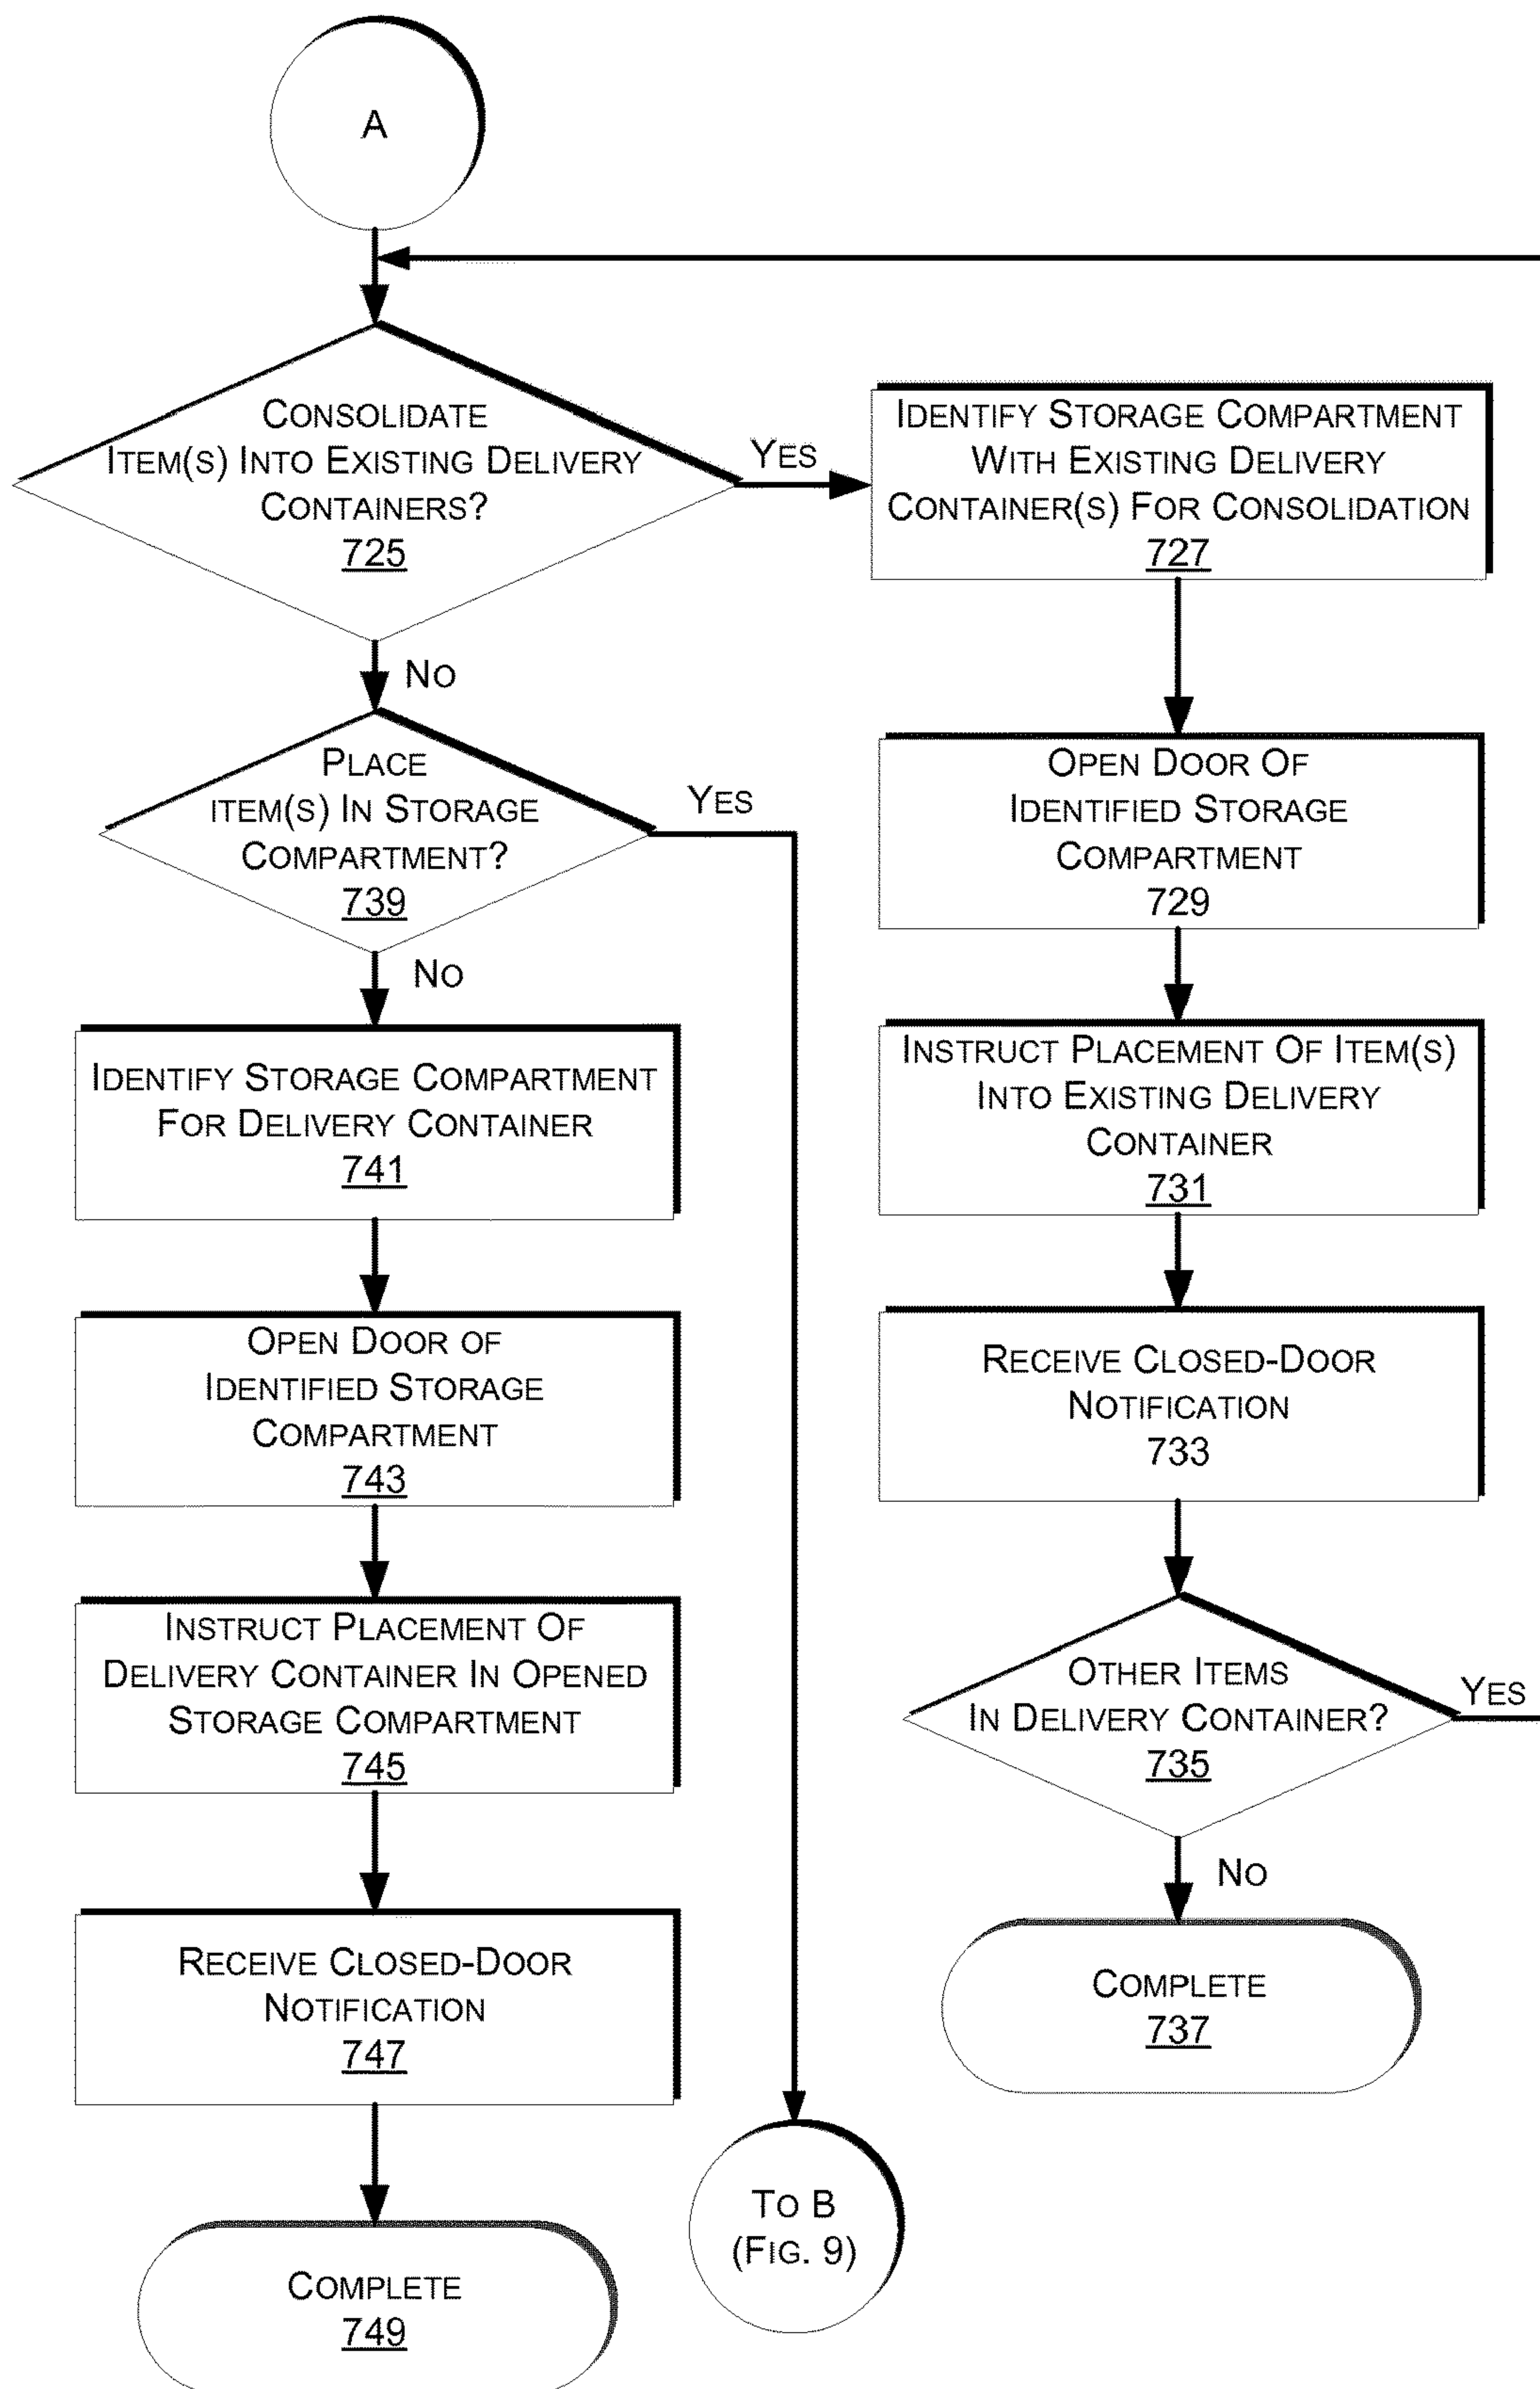 A
CONSOLIDATE
ITEM(S) INTO EXISTING DELIVERY
CONTAINERS?
725
YES
IDENTIFY STORAGE COMPARTMENT
WITH EXISTING DELIVERY
CONTAINER(S) FOR CONSOLIDATION
727
NO
PLACE
ITEM(S) IN STORAGE
COMPARTMENT?
739
YES
OPEN DOOR OF
IDENTIFIED STORAGE
COMPARTMENT
729
NO
IDENTIFY STORAGE COMPARTMENT
FOR DELIVERY CONTAINER
741
INSTRUCT PLACEMENT OF ITEM(S)
INTO EXISTING DELIVERY
CONTAINER
731
OPEN DOOR OF
IDENTIFIED STORAGE
COMPARTMENT
743
RECEIVE CLOSED-DOOR
NOTIFICATION
733
INSTRUCT PLACEMENT OF
DELIVERY CONTAINER IN OPENED
STORAGE COMPARTMENT
745
OTHER ITEMS
IN DELIVERY CONTAINER?
735
YES
NO
RECEIVE CLOSED-DOOR
NOTIFICATION
747
COMPLETE
737
TO B
(FIG. 9)
COMPLETE
749